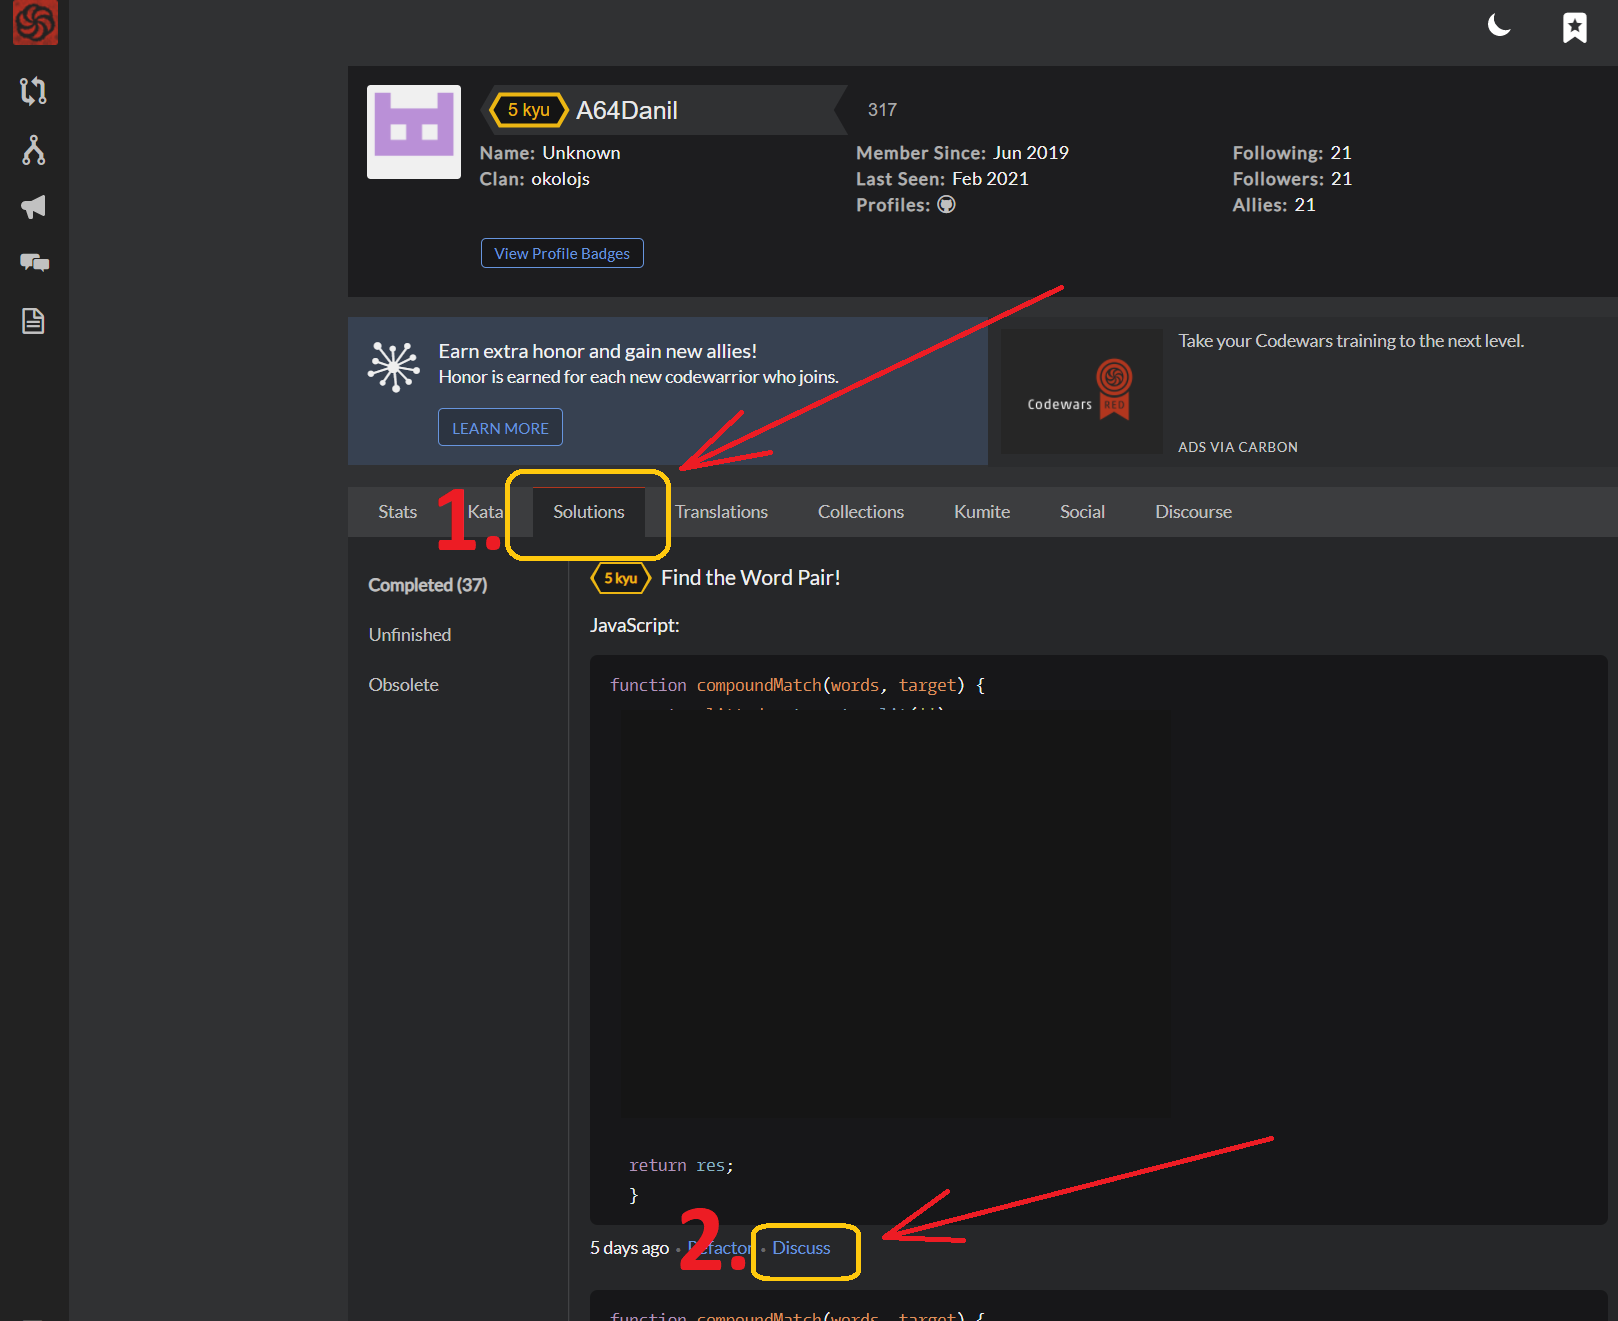 5 kyu A64Danil 317
Name: Unknown
Clan: okolojs
Member Since: Jun 2019
Last Seen: Feb 2021
Profiles:
Following: 21
Followers: 21
Allies: 21
View Profile Badges
Earn extra honor and gain new allies!
Honor is earned for each new codewarrior who joins.
LEARN MORE
Codewars RED
Take your Codewars training to the next level.
ADS VIA CARBON
1.
Stats Kata Solutions Translations Collections Kumite Social Discourse
Completed (37)
Unfinished
Obsolete
5 kyu Find the Word Pair!
JavaScript:
function compoundMatch(words, target) {
return res;
}
2.
5 days ago • Refactor • Discuss
function compoundMatch(words, target) {